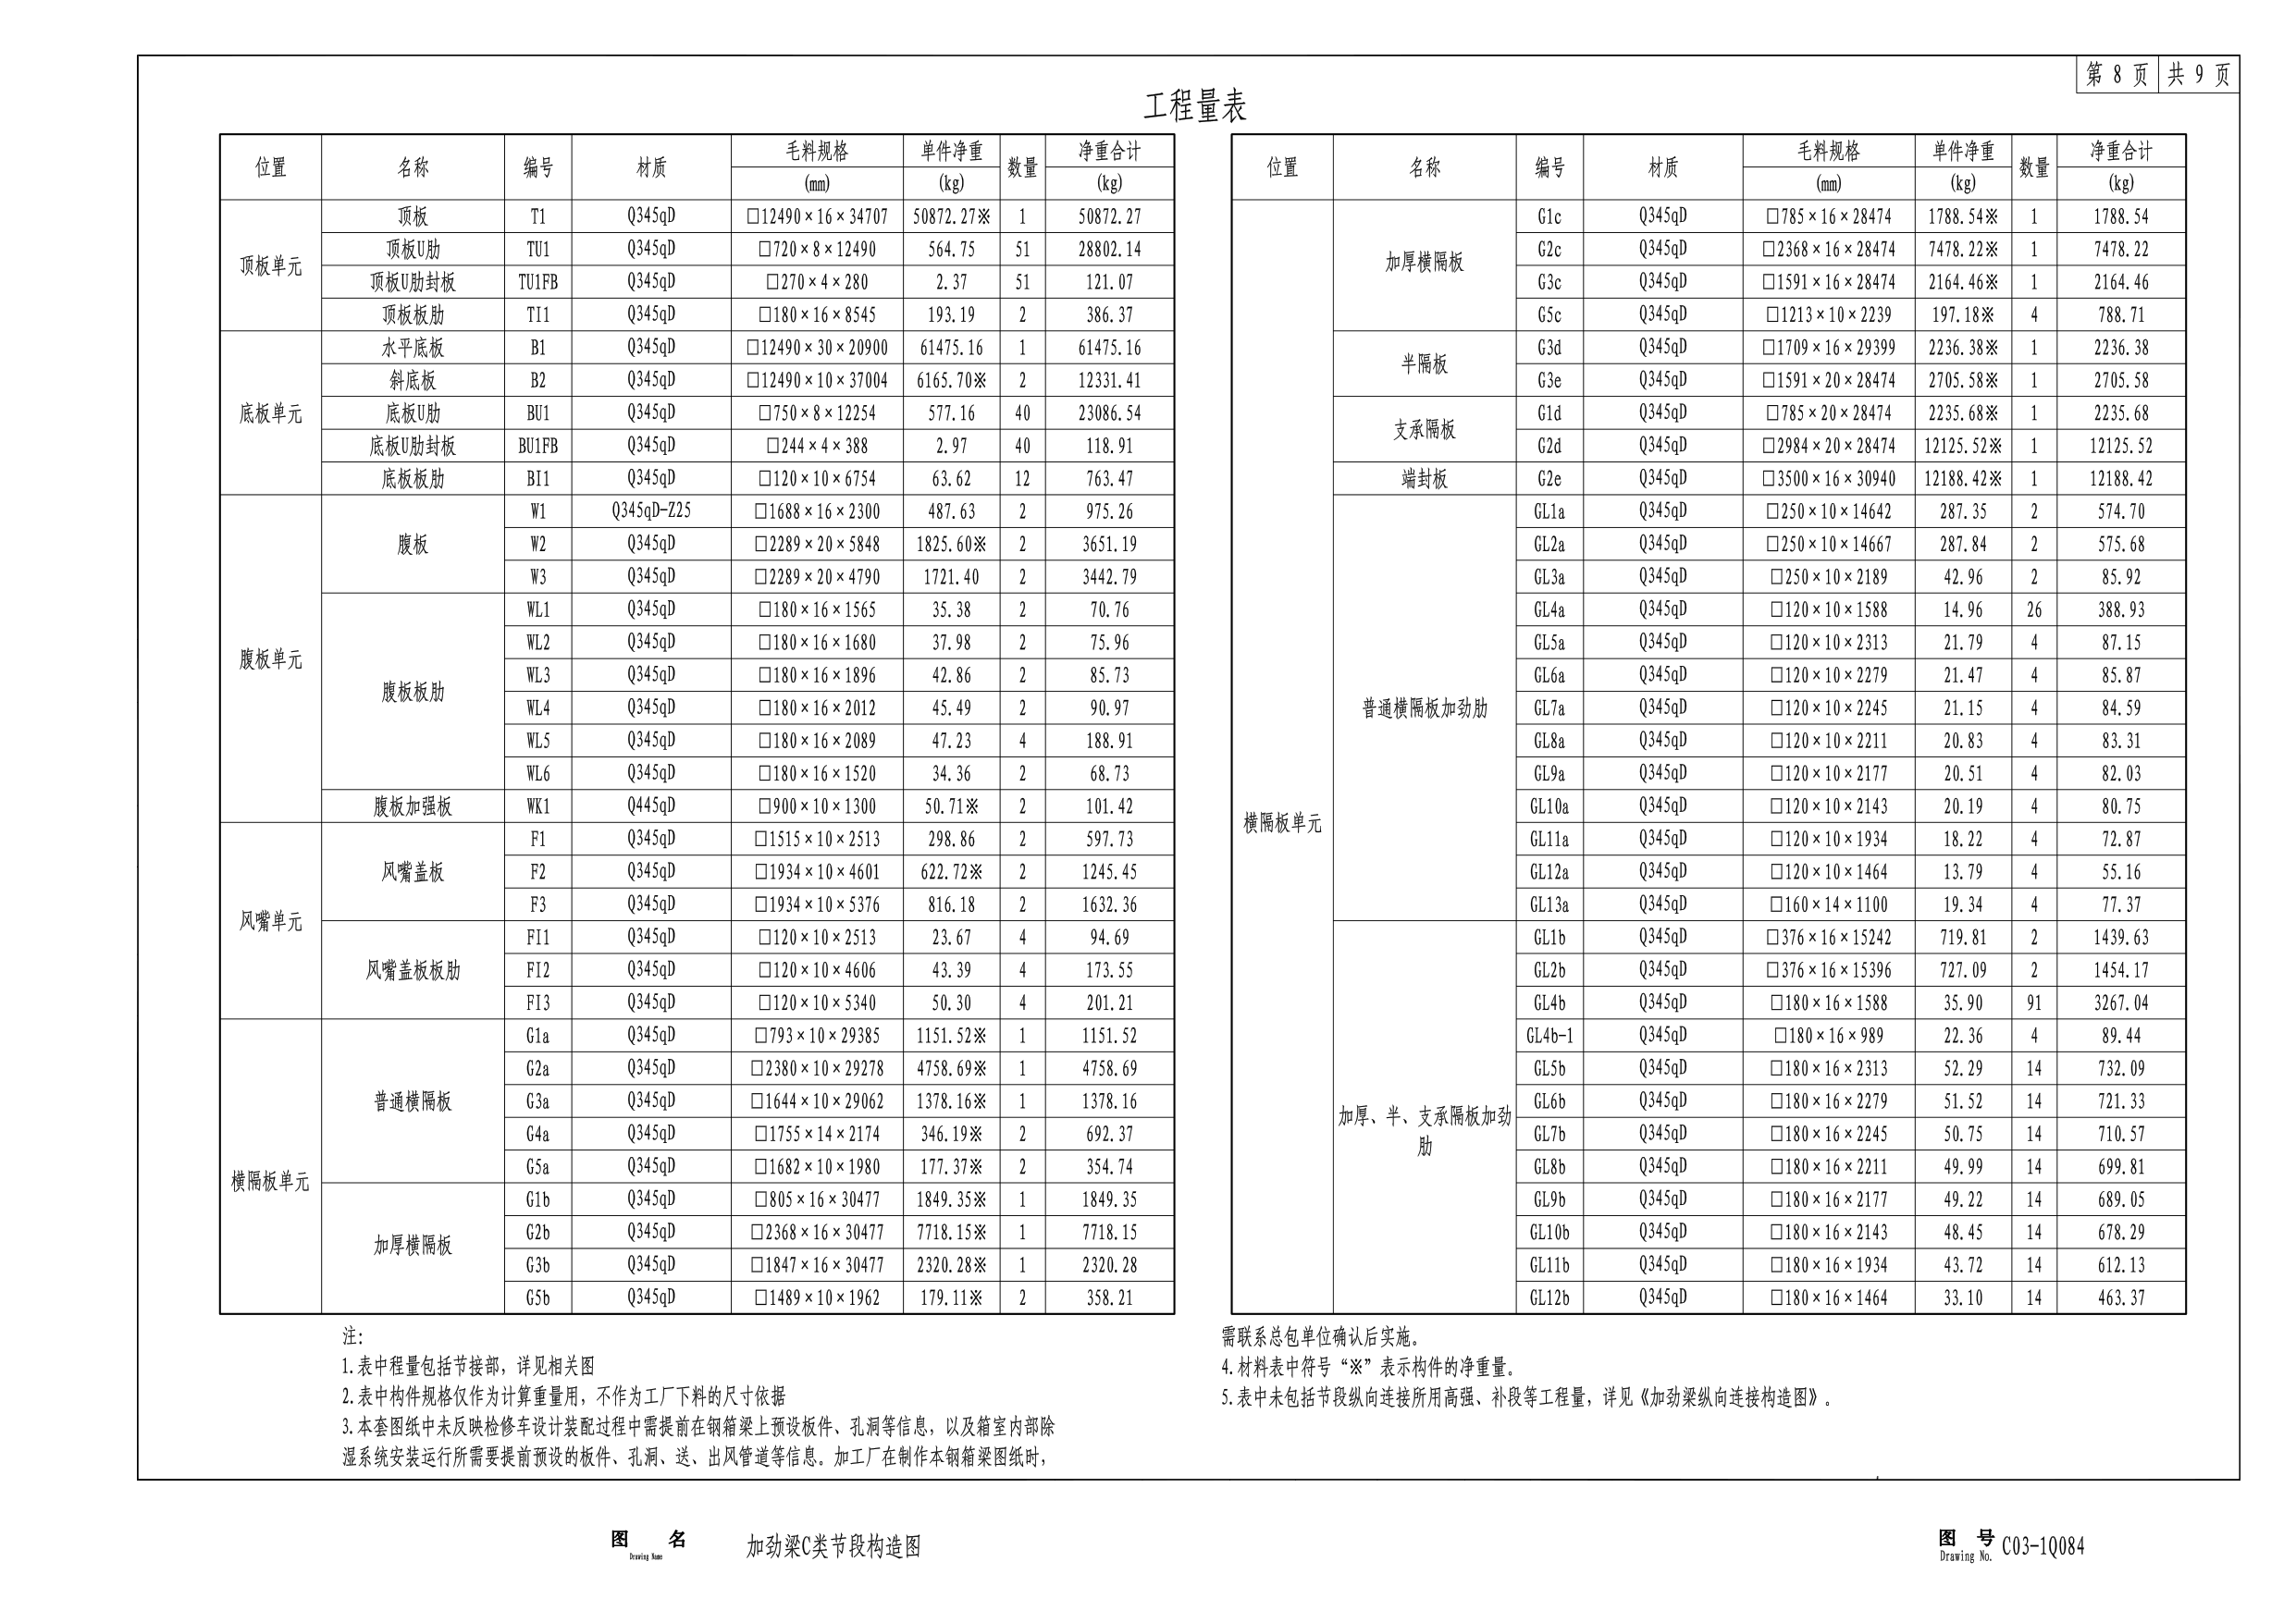 第 8 页 共 9 页
工程量表
位置 名称 编号 材质 毛料规格 单件净重 数量 净重合计
(mm) (kg) (kg)
顶板单元 顶板 T1 Q345qD □12490×16×34707 50872.27※ 1 50872.27
顶板U肋 TU1 Q345qD □720×8×12490 564.75 51 28802.14
顶板U肋封板 TU1FB Q345qD □270×4×280 2.37 51 121.07
顶板板肋 TI1 Q345qD □180×16×8545 193.19 2 386.37
底板单元 水平底板 B1 Q345qD □12490×30×20900 61475.16 1 61475.16
斜底板 B2 Q345qD □12490×10×37004 6165.70※ 2 12331.41
底板U肋 BU1 Q345qD □750×8×12254 577.16 40 23086.54
底板U肋封板 BU1FB Q345qD □244×4×388 2.97 40 118.91
底板板肋 BI1 Q345qD □120×10×6754 63.62 12 763.47
腹板单元 腹板 W1 Q345qD-Z25 □1688×16×2300 487.63 2 975.26
W2 Q345qD □2289×20×5848 1825.60※ 2 3651.19
W3 Q345qD □2289×20×4790 1721.40 2 3442.79
腹板板肋 WL1 Q345qD □180×16×1565 35.38 2 70.76
WL2 Q345qD □180×16×1680 37.98 2 75.96
WL3 Q345qD □180×16×1896 42.86 2 85.73
WL4 Q345qD □180×16×2012 45.49 2 90.97
WL5 Q345qD □180×16×2089 47.23 4 188.91
WL6 Q345qD □180×16×1520 34.36 2 68.73
腹板加强板 WK1 Q445qD □900×10×1300 50.71※ 2 101.42
风嘴单元 风嘴盖板 F1 Q345qD □1515×10×2513 298.86 2 597.73
F2 Q345qD □1934×10×4601 622.72※ 2 1245.45
F3 Q345qD □1934×10×5376 816.18 2 1632.36
风嘴盖板板肋 FI1 Q345qD □120×10×2513 23.67 4 94.69
FI2 Q345qD □120×10×4606 43.39 4 173.55
FI3 Q345qD □120×10×5340 50.30 4 201.21
横隔板单元 普通横隔板 G1a Q345qD □793×10×29385 1151.52※ 1 1151.52
G2a Q345qD □2380×10×29278 4758.69※ 1 4758.69
G3a Q345qD □1644×10×29062 1378.16※ 1 1378.16
G4a Q345qD □1755×14×2174 346.19※ 2 692.37
G5a Q345qD □1682×10×1980 177.37※ 2 354.74
加厚横隔板 G1b Q345qD □805×16×30477 1849.35※ 1 1849.35
G2b Q345qD □2368×16×30477 7718.15※ 1 7718.15
G3b Q345qD □1847×16×30477 2320.28※ 1 2320.28
G5b Q345qD □1489×10×1962 179.11※ 2 358.21
位置 名称 编号 材质 毛料规格 单件净重 数量 净重合计
(mm) (kg) (kg)
横隔板单元 加厚横隔板 G1c Q345qD □785×16×28474 1788.54※ 1 1788.54
G2c Q345qD □2368×16×28474 7478.22※ 1 7478.22
G3c Q345qD □1591×16×28474 2164.46※ 1 2164.46
G5c Q345qD □1213×10×2239 197.18※ 4 788.71
半隔板 G3d Q345qD □1709×16×29399 2236.38※ 1 2236.38
G3e Q345qD □1591×20×28474 2705.58※ 1 2705.58
支承隔板 G1d Q345qD □785×20×28474 2235.68※ 1 2235.68
G2d Q345qD □2984×20×28474 12125.52※ 1 12125.52
端封板 G2e Q345qD □3500×16×30940 12188.42※ 1 12188.42
普通横隔板加劲肋 GL1a Q345qD □250×10×14642 287.35 2 574.70
GL2a Q345qD □250×10×14667 287.84 2 575.68
GL3a Q345qD □250×10×2189 42.96 2 85.92
GL4a Q345qD □120×10×1588 14.96 26 388.93
GL5a Q345qD □120×10×2313 21.79 4 87.15
GL6a Q345qD □120×10×2279 21.47 4 85.87
GL7a Q345qD □120×10×2245 21.15 4 84.59
GL8a Q345qD □120×10×2211 20.83 4 83.31
GL9a Q345qD □120×10×2177 20.51 4 82.03
GL10a Q345qD □120×10×2143 20.19 4 80.75
GL11a Q345qD □120×10×1934 18.22 4 72.87
GL12a Q345qD □120×10×1464 13.79 4 55.16
GL13a Q345qD □160×14×1100 19.34 4 77.37
加厚、半、支承隔板加劲肋 GL1b Q345qD □376×16×15242 719.81 2 1439.63
GL2b Q345qD □376×16×15396 727.09 2 1454.17
GL4b Q345qD □180×16×1588 35.90 91 3267.04
GL4b-1 Q345qD □180×16×989 22.36 4 89.44
GL5b Q345qD □180×16×2313 52.29 14 732.09
GL6b Q345qD □180×16×2279 51.52 14 721.33
GL7b Q345qD □180×16×2245 50.75 14 710.57
GL8b Q345qD □180×16×2211 49.99 14 699.81
GL9b Q345qD □180×16×2177 49.22 14 689.05
GL10b Q345qD □180×16×2143 48.45 14 678.29
GL11b Q345qD □180×16×1934 43.72 14 612.13
GL12b Q345qD □180×16×1464 33.10 14 463.37
注:
1.表中程量包括节接部，详见相关图
2.表中构件规格仅作为计算重量用，不作为工厂下料的尺寸依据
3.本套图纸中未反映检修车设计装配过程中需提前在钢箱梁上预设板件、孔洞等信息，以及箱室内部除
湿系统安装运行所需要提前预设的板件、孔洞、送、出风管道等信息。加工厂在制作本钢箱梁图纸时，
需联系总包单位确认后实施。
4.材料表中符号“※”表示构件的净重量。
5.表中未包括节段纵向连接所用高强、补段等工程量，详见《加劲梁纵向连接构造图》。
图 名 加劲梁C类节段构造图
Drawing Name
图 号 C03-1Q084
Drawing No.